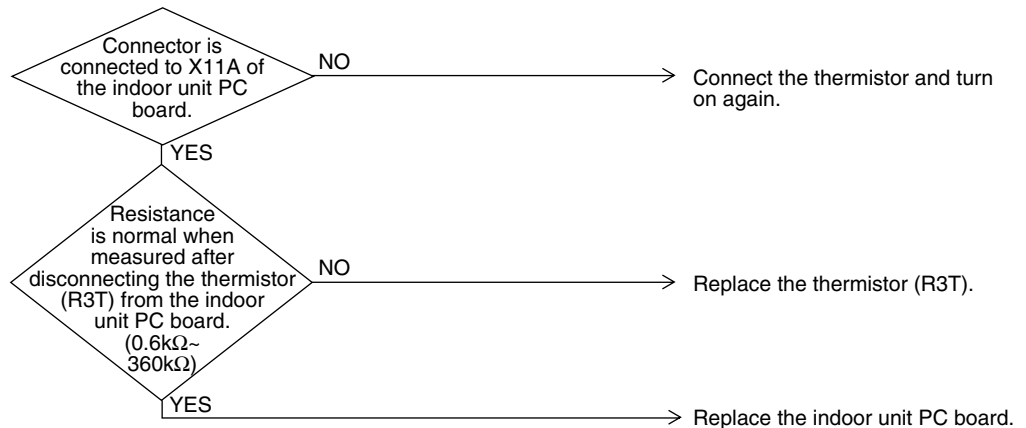 Connector is
connected to X11A of
the indoor unit PC
board.
NO
Connect the thermistor and turn
on again.
YES
Resistance
is normal when
measured after
disconnecting the thermistor
(R3T) from the indoor
unit PC board.
(0.6kΩ~
360kΩ)
NO
Replace the thermistor (R3T).
YES
Replace the indoor unit PC board.